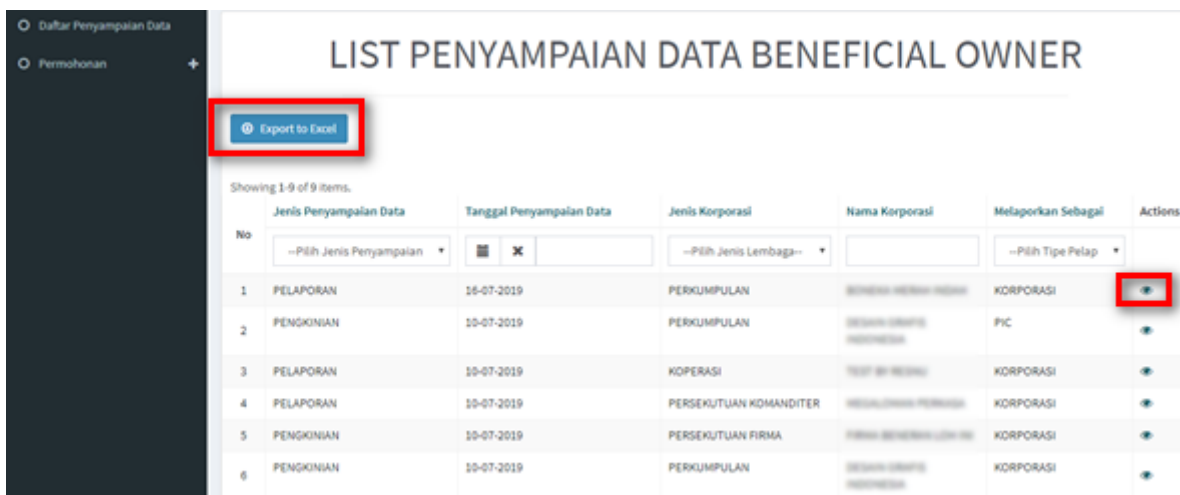 Daftar Penyampaian Data
Permohonan +
LIST PENYAMPAIAN DATA BENEFICIAL OWNER
Export to Excel
Showing 1-9 of 9 items.
No Jenis Penyampaian Data Tanggal Penyampaian Data Jenis Korporasi Nama Korporasi Melaporkan Sebagai Actions
--Pilih Jenis Penyampaian --Pilih Jenis Lembaga-- --Pilih Tipe Pelap
1 PELAPORAN 16-07-2019 PERKUMPULAN KORPORASI
2 PENGKINIAN 10-07-2019 PERKUMPULAN PIC
3 PELAPORAN 10-07-2019 KOPERASI KORPORASI
4 PELAPORAN 10-07-2019 PERSEKUTUAN KOMANDITER KORPORASI
5 PENGKINIAN 10-07-2019 PERSEKUTUAN FIRMA KORPORASI
6 PENGKINIAN 10-07-2019 PERKUMPULAN KORPORASI